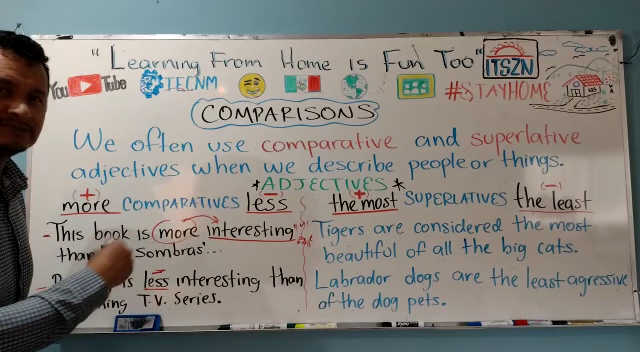 "Learning From Home is Fun Too"
ITSZN
You Tube TECNM #STAYHOME
COMPARISONS
We often use comparative and superlative
adjectives when we describe people or things.
*ADJECTIVES*
(+) (-) (+) (-)
more COMPARATIVES less the most SUPERLATIVES the least
- This book is more interesting
than Sombras'...
Tigers are considered the most
beautiful of all the big cats.
- is less interesting than
T.V. Series.
Labrador dogs are the least agressive
of the dog pets.